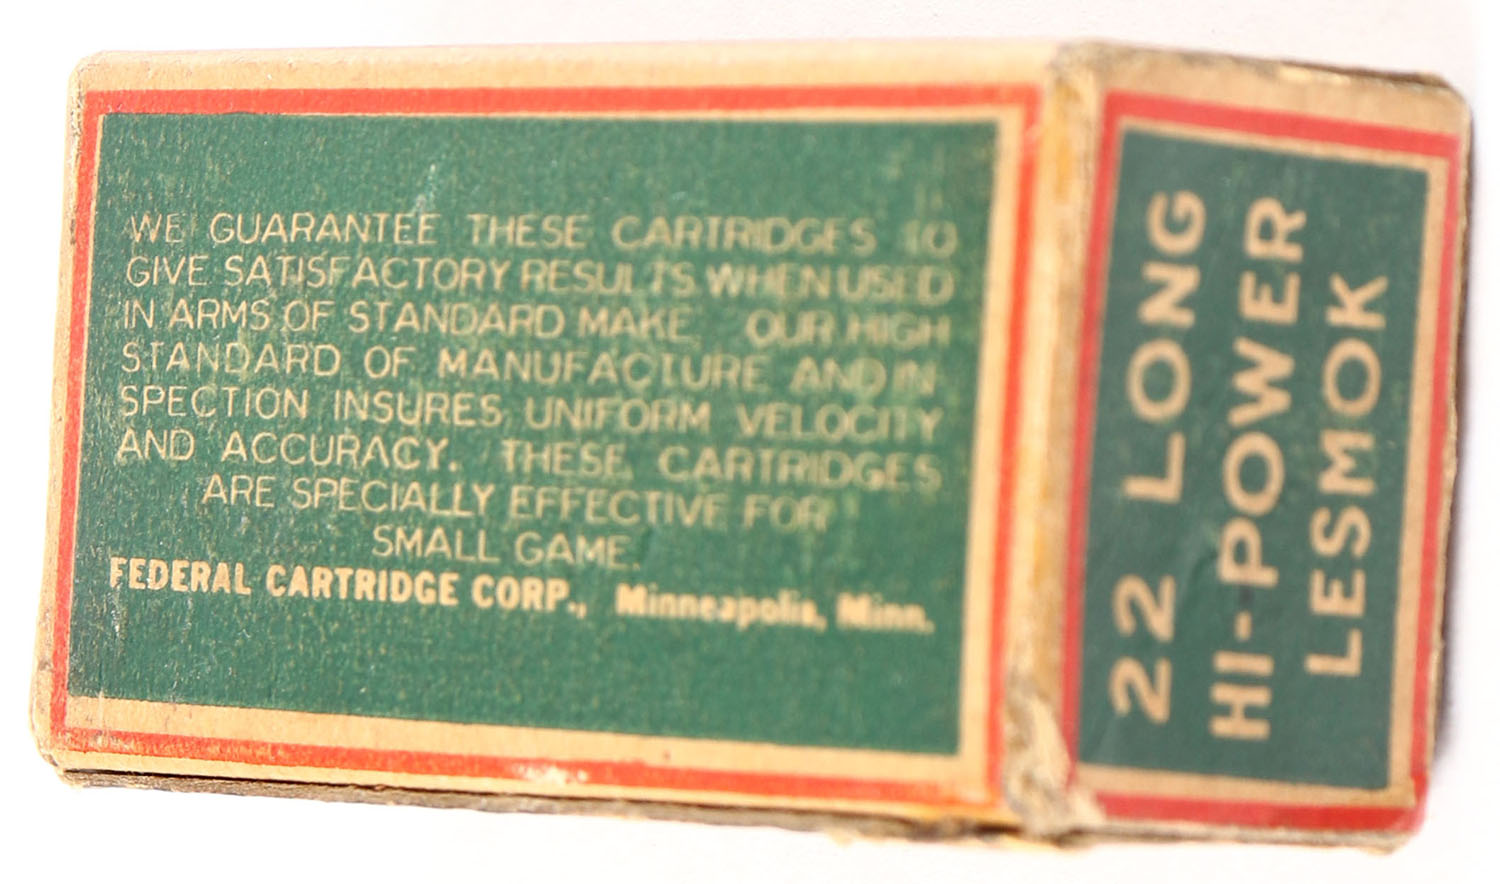 WE GUARANTEE THESE CARTRIDGES TO
GIVE SATISFACTORY RESULTS WHEN USED
IN ARMS OF STANDARD MAKE. OUR HIGH
STANDARD OF MANUFACTURE AND IN-
SPECTION INSURES UNIFORM VELOCITY
AND ACCURACY. THESE CARTRIDGES
ARE SPECIALLY EFFECTIVE FOR
SMALL GAME.
FEDERAL CARTRIDGE CORP., Minneapolis, Minn.
22 LONG
HI-POWER
LESMOK